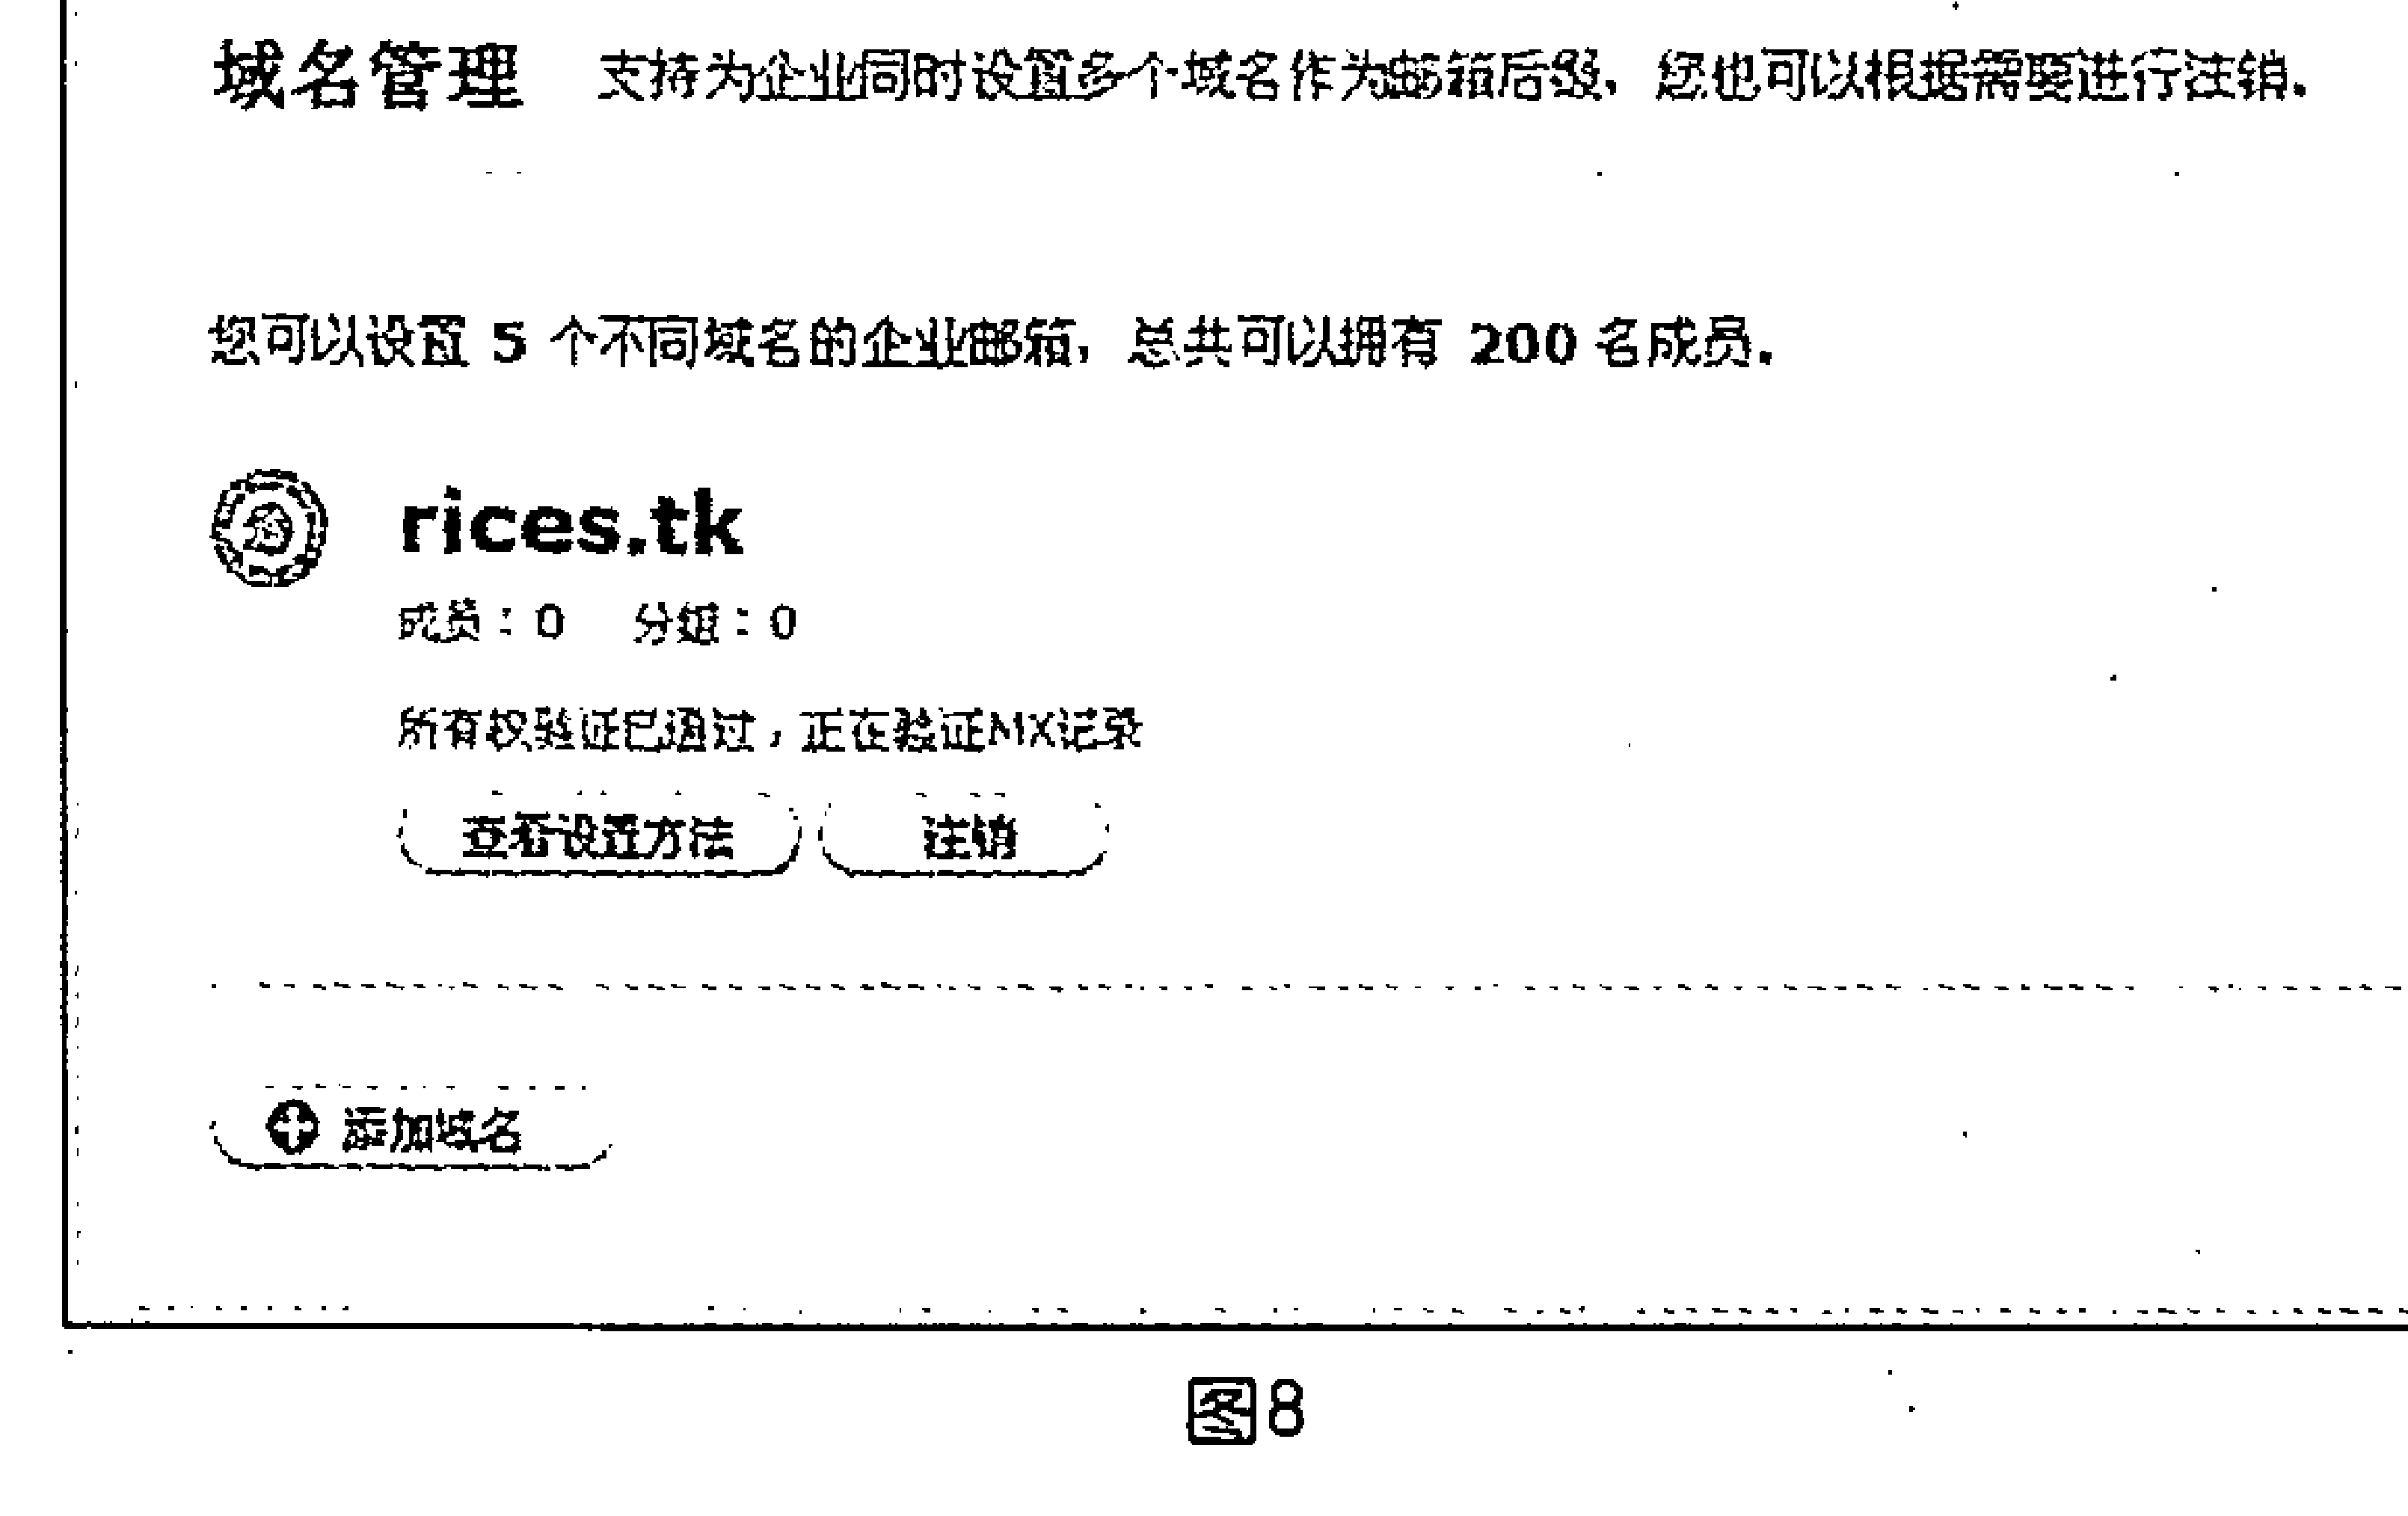 域名管理 支持为企业同时设置多个域名作为邮箱后缀，您也可以根据需要进行注销.
您可以设置 5 个不同域名的企业邮箱，总共可以拥有 200 名成员.
rices.tk
成员：0 分组：0
所有权验证已通过，正在验证MX记录
查看设置方法 注销
添加域名
图8